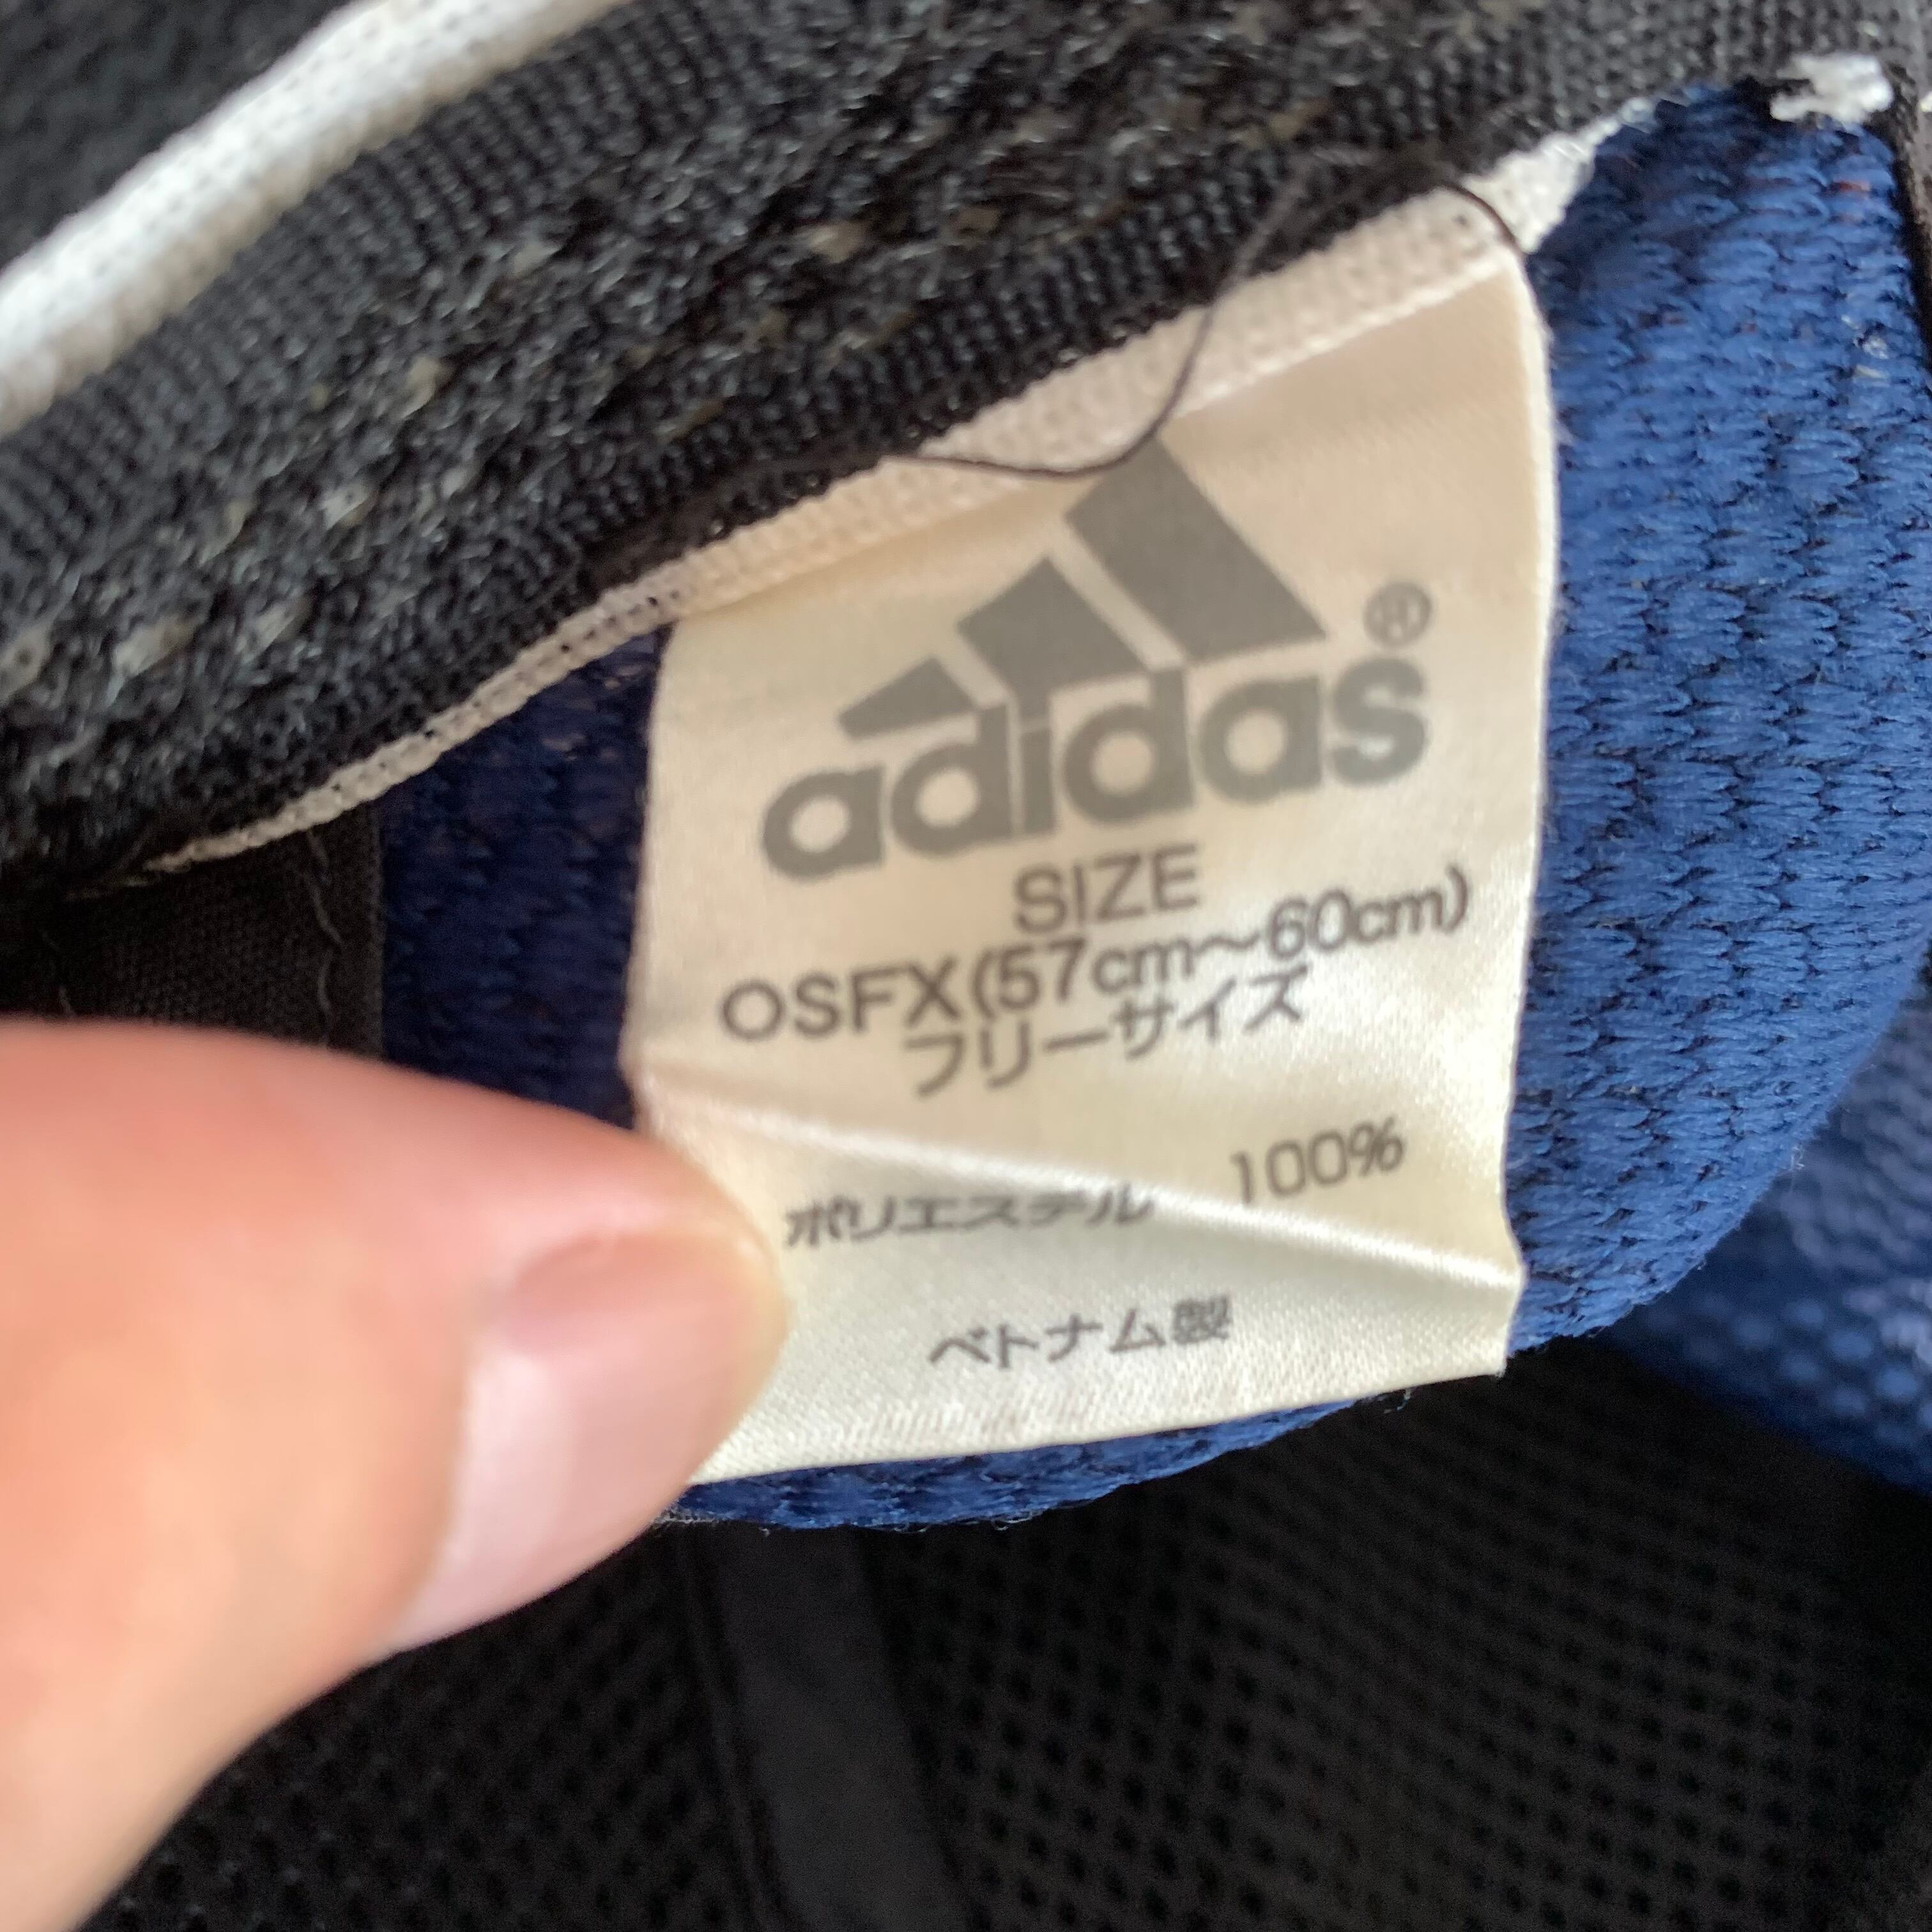 adidas®
SIZE
OSFX(57cm～60cm)
フリーサイズ
ポリエステル 100%
ベトナム製